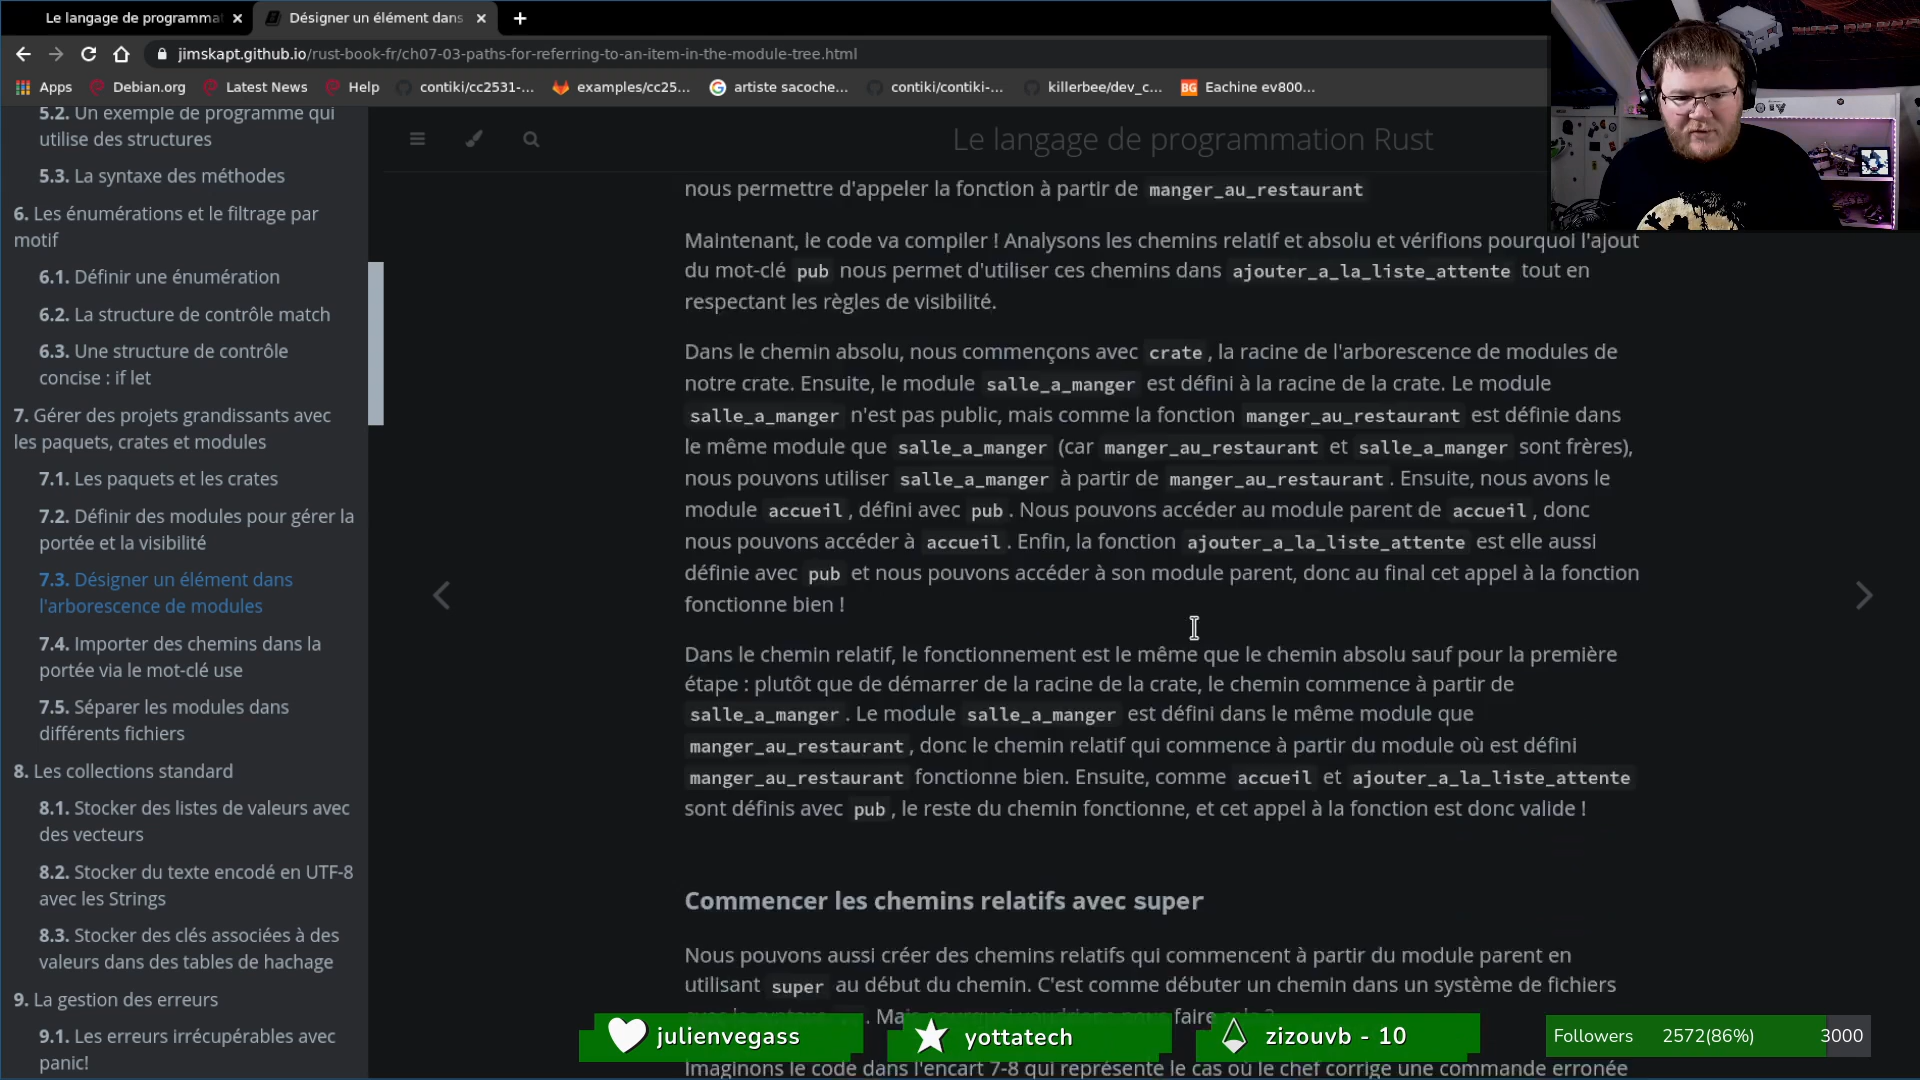 Le langage de programma
Désigner un élément dans
jimskapt.github.io/rust-book-fr/ch07-03-paths-for-referring-to-an-item-in-the-module-tree.html
Apps
Debian.org
Latest News
Help
contiki/cc2531-...
examples/cc25...
artiste sacoche...
contiki/contiki-...
killerbee/dev_c...
BG
Eachine ev800...
5.2. Un exemple de programme qui
utilise des structures
5.3. La syntaxe des méthodes
6. Les énumérations et le filtrage par
motif
6.1. Définir une énumération
6.2. La structure de contrôle match
6.3. Une structure de contrôle
concise : if let
7. Gérer des projets grandissants avec
les paquets, crates et modules
7.1. Les paquets et les crates
7.2. Définir des modules pour gérer la
portée et la visibilité
7.3. Désigner un élément dans
l'arborescence de modules
7.4. Importer des chemins dans la
portée via le mot-clé use
7.5. Séparer les modules dans
différents fichiers
8. Les collections standard
8.1. Stocker des listes de valeurs avec
des vecteurs
8.2. Stocker du texte encodé en UTF-8
avec les Strings
8.3. Stocker des clés associées à des
valeurs dans des tables de hachage
9. La gestion des erreurs
9.1. Les erreurs irrécupérables avec
panic!
Le langage de programmation Rust
nous permettre d'appeler la fonction à partir de manger_au_restaurant
Maintenant, le code va compiler ! Analysons les chemins relatif et absolu et vérifions pourquoi l'ajout
du mot-clé pub nous permet d'utiliser ces chemins dans ajouter_a_la_liste_attente tout en
respectant les règles de visibilité.
Dans le chemin absolu, nous commençons avec crate , la racine de l'arborescence de modules de
notre crate. Ensuite, le module salle_a_manger est défini à la racine de la crate. Le module
salle_a_manger n'est pas public, mais comme la fonction manger_au_restaurant est définie dans
le même module que salle_a_manger (car manger_au_restaurant et salle_a_manger sont frères),
nous pouvons utiliser salle_a_manger à partir de manger_au_restaurant . Ensuite, nous avons le
module accueil , défini avec pub . Nous pouvons accéder au module parent de accueil , donc
nous pouvons accéder à accueil . Enfin, la fonction ajouter_a_la_liste_attente est elle aussi
définie avec pub et nous pouvons accéder à son module parent, donc au final cet appel à la fonction
fonctionne bien !
Dans le chemin relatif, le fonctionnement est le même que le chemin absolu sauf pour la première
étape : plutôt que de démarrer de la racine de la crate, le chemin commence à partir de
salle_a_manger . Le module salle_a_manger est défini dans le même module que
manger_au_restaurant , donc le chemin relatif qui commence à partir du module où est défini
manger_au_restaurant fonctionne bien. Ensuite, comme accueil et ajouter_a_la_liste_attente
sont définis avec pub , le reste du chemin fonctionne, et cet appel à la fonction est donc valide !
Commencer les chemins relatifs avec super
Nous pouvons aussi créer des chemins relatifs qui commencent à partir du module parent en
utilisant super au début du chemin. C'est comme débuter un chemin dans un système de fichiers
. Mais faire
Imaginons le code dans l'encart 7-8 qui représente le cas où le chef corrige une commande erronée
julienvegass
yottatech
zizouvb - 10
Followers 2572(86%) 3000